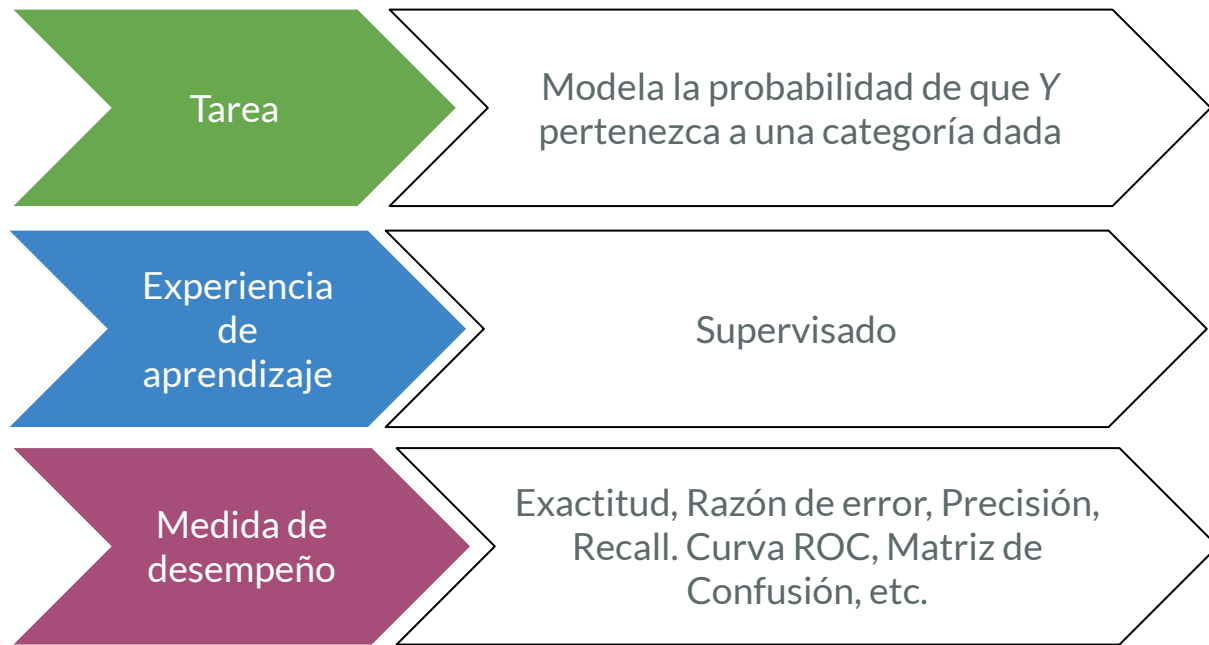 Tarea
Modela la probabilidad de que Y
pertenezca a una categoría dada
Experiencia
de
aprendizaje
Supervisado
Medida de
desempeño
Exactitud, Razón de error, Precisión,
Recall. Curva ROC, Matriz de
Confusión, etc.